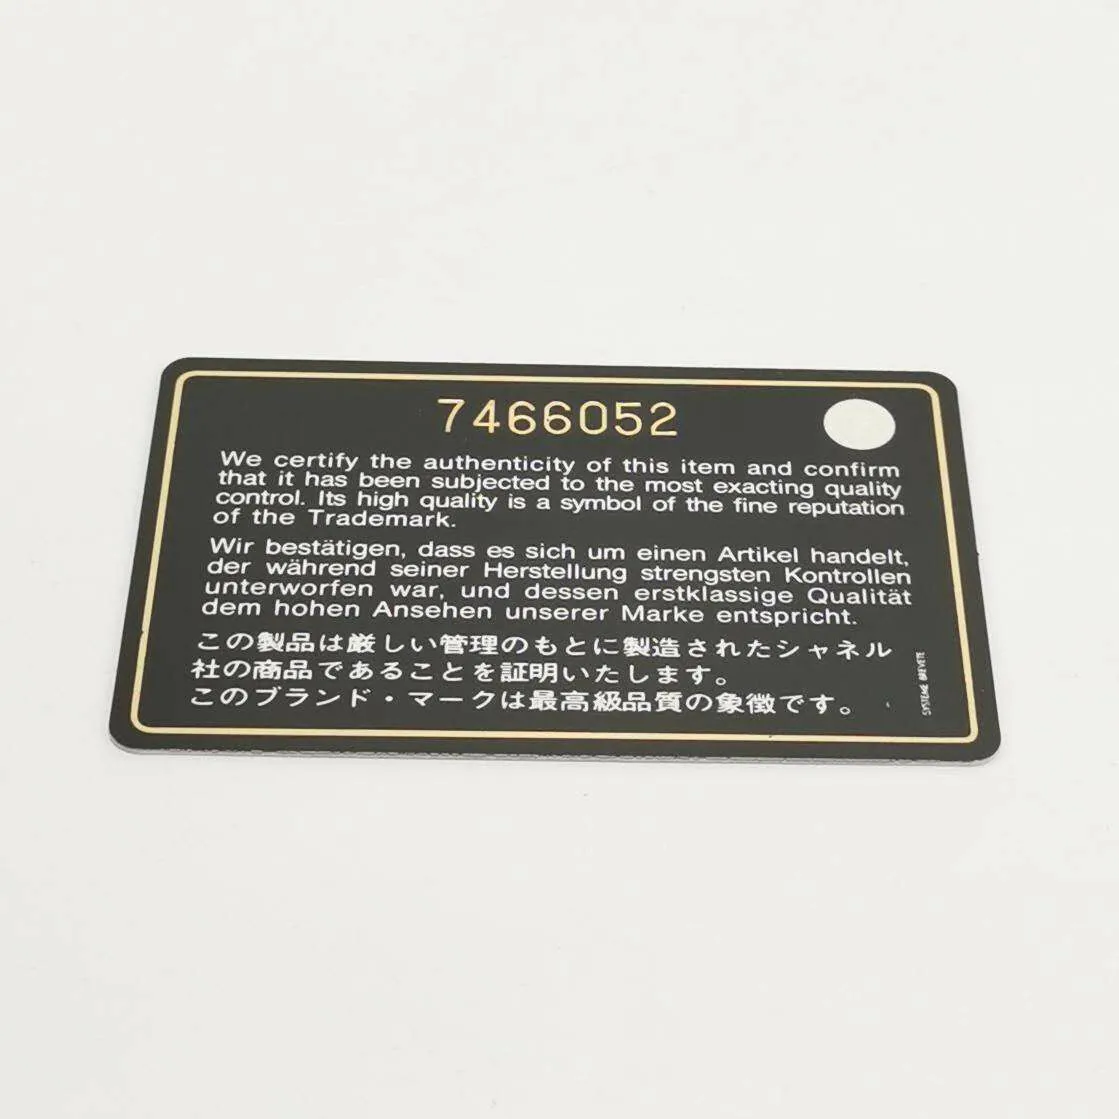 7466052
We certify the authenticity of this item and confirm
that it has been subjected to the most exacting quality
control. Its high quality is a symbol of the fine reputation
of the Trademark.
Wir bestätigen, dass es sich um einen Artikel handelt,
der während seiner Herstellung strengsten Kontrollen
unterworfen war, und dessen erstklassige Qualität
dem hohen Ansehen unserer Marke entspricht.
この製品は厳しい管理のもとに製造されたシャネル
社の商品であることを証明いたします。
このブランド・マークは最高級品質の象徴です。
SYSTEME BREVETE